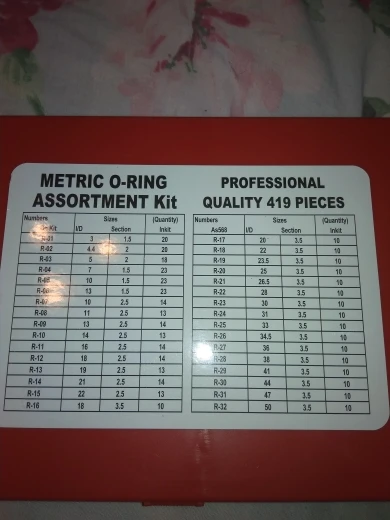 METRIC O-RING
ASSORTMENT Kit
Numbers Sizes (Quantity)
Kit I/D Section Inkit
R-01 3 1.5 20
R-02 4.4 2 20
R-03 5 2 18
R-04 7 1.5 23
R-05 10 1.5 23
R-06 13 1.5 23
R-07 10 2.5 14
R-08 11 2.5 13
R-09 13 2.5 14
R-10 14 2.5 13
R-11 16 2.5 14
R-12 18 2.5 14
R-13 19 2.5 13
R-14 21 2.5 14
R-15 22 2.5 13
R-16 18 3.5 10
PROFESSIONAL
QUALITY 419 PIECES
Numbers Sizes (Quantity)
As568 I/D Section Inkit
R-17 20 3.5 10
R-18 22 3.5 10
R-19 23.5 3.5 10
R-20 25 3.5 10
R-21 26.5 3.5 10
R-22 28 3.5 10
R-23 30 3.5 10
R-24 31 3.5 10
R-25 33 3.5 10
R-26 34.5 3.5 10
R-27 36 3.5 10
R-28 38 3.5 10
R-29 41 3.5 10
R-30 44 3.5 10
R-31 47 3.5 10
R-32 50 3.5 10